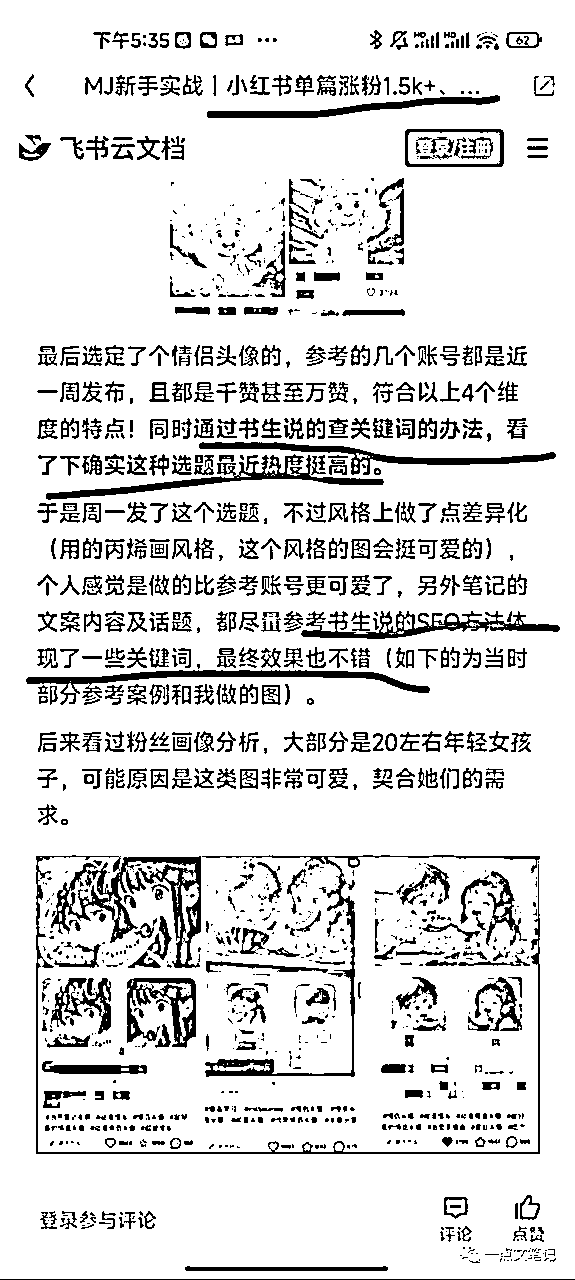 下午5:35
62
MJ新手实战｜小红书单篇涨粉1.5k+、...
飞书云文档
登录/注册
最后选定了个情侣头像的，参考的几个账号都是近
一周发布，且都是千赞甚至万赞，符合以上4个维
度的特点！同时通过书生说的查关键词的办法，看
了下确实这种选题最近热度挺高的。
于是周一发了这个选题，不过风格上做了点差异化
（用的丙烯画风格，这个风格的图会挺可爱的），
个人感觉是做的比参考账号更可爱了，另外笔记的
文案内容及话题，都尽量参考书生说的SEO方法体
现了一些关键词，最终效果也不错（如下的为当时
部分参考案例和我做的图）。
后来看过粉丝画像分析，大部分是20左右年轻女孩
子，可能原因是这类图非常可爱，契合她们的需
求。
登录参与评论
评论
点赞
一点文笔记